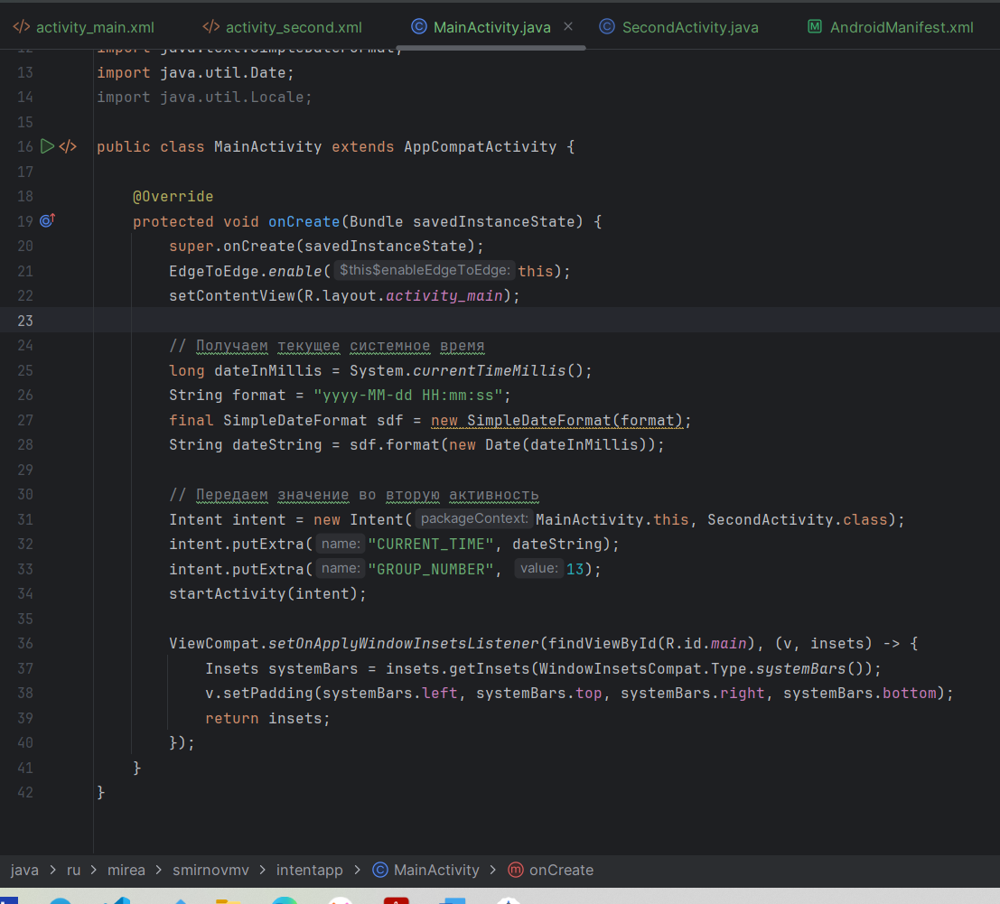 activity_main.xml activity_second.xml MainActivity.java SecondActivity.java AndroidManifest.xml
12 import java.text.SimpleDateFormat;
13 import java.util.Date;
14 import java.util.Locale;
15
16 public class MainActivity extends AppCompatActivity {
17
18 @Override
19 protected void onCreate(Bundle savedInstanceState) {
20 super.onCreate(savedInstanceState);
21 EdgeToEdge.enable( $this$enableEdgeToEdge: this);
22 setContentView(R.layout.activity_main);
23
24 // Получаем текущее системное время
25 long dateInMillis = System.currentTimeMillis();
26 String format = "yyyy-MM-dd HH:mm:ss";
27 final SimpleDateFormat sdf = new SimpleDateFormat(format);
28 String dateString = sdf.format(new Date(dateInMillis));
29
30 // Передаем значение во вторую активность
31 Intent intent = new Intent( packageContext: MainActivity.this, SecondActivity.class);
32 intent.putExtra( name: "CURRENT_TIME", dateString);
33 intent.putExtra( name: "GROUP_NUMBER", value: 13);
34 startActivity(intent);
35
36 ViewCompat.setOnApplyWindowInsetsListener(findViewById(R.id.main), (v, insets) -> {
37 Insets systemBars = insets.getInsets(WindowInsetsCompat.Type.systemBars());
38 v.setPadding(systemBars.left, systemBars.top, systemBars.right, systemBars.bottom);
39 return insets;
40 });
41 }
42 }
java > ru > mirea > smirnovmv > intentapp > MainActivity > onCreate